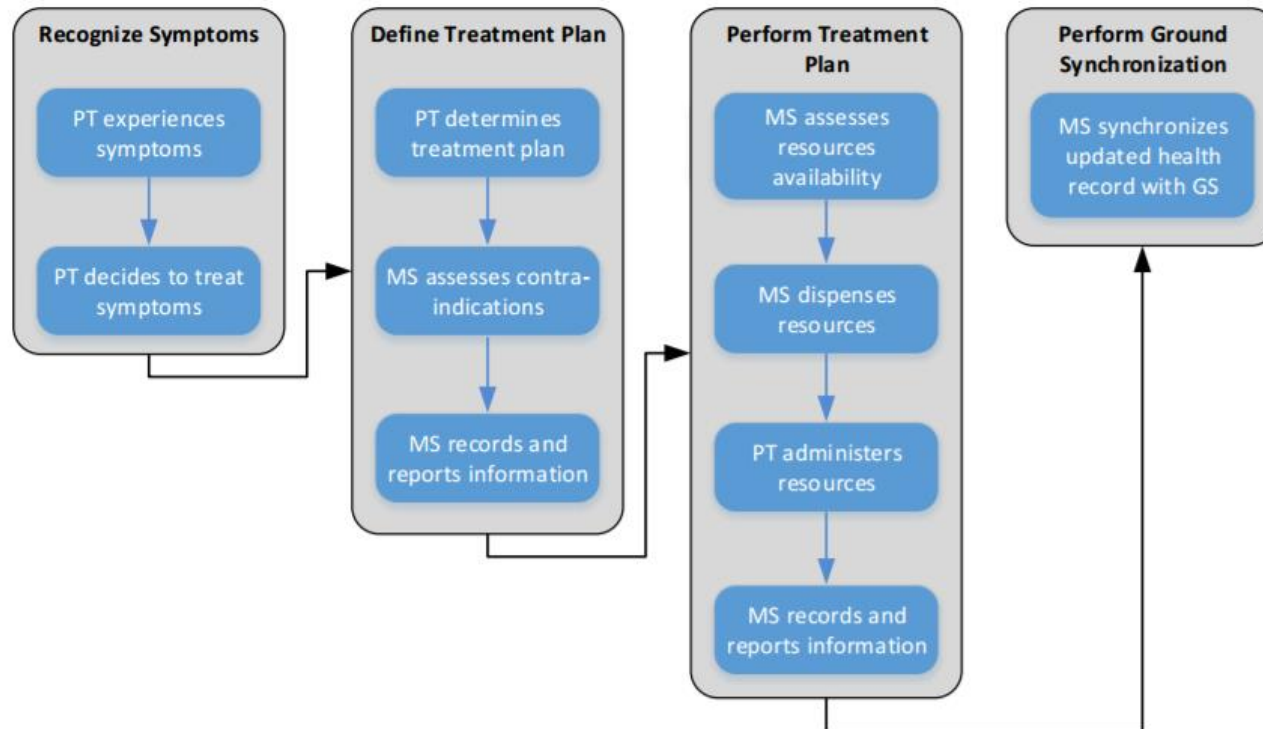 Recognize Symptoms
PT experiences
symptoms
PT decides to treat
symptoms
Define Treatment Plan
PT determines
treatment plan
MS assesses contra-
indications
MS records and
reports information
Perform Treatment
Plan
MS assesses
resources
availability
MS dispenses
resources
PT administers
resources
MS records and
reports information
Perform Ground
Synchronization
MS synchronizes
updated health
record with GS